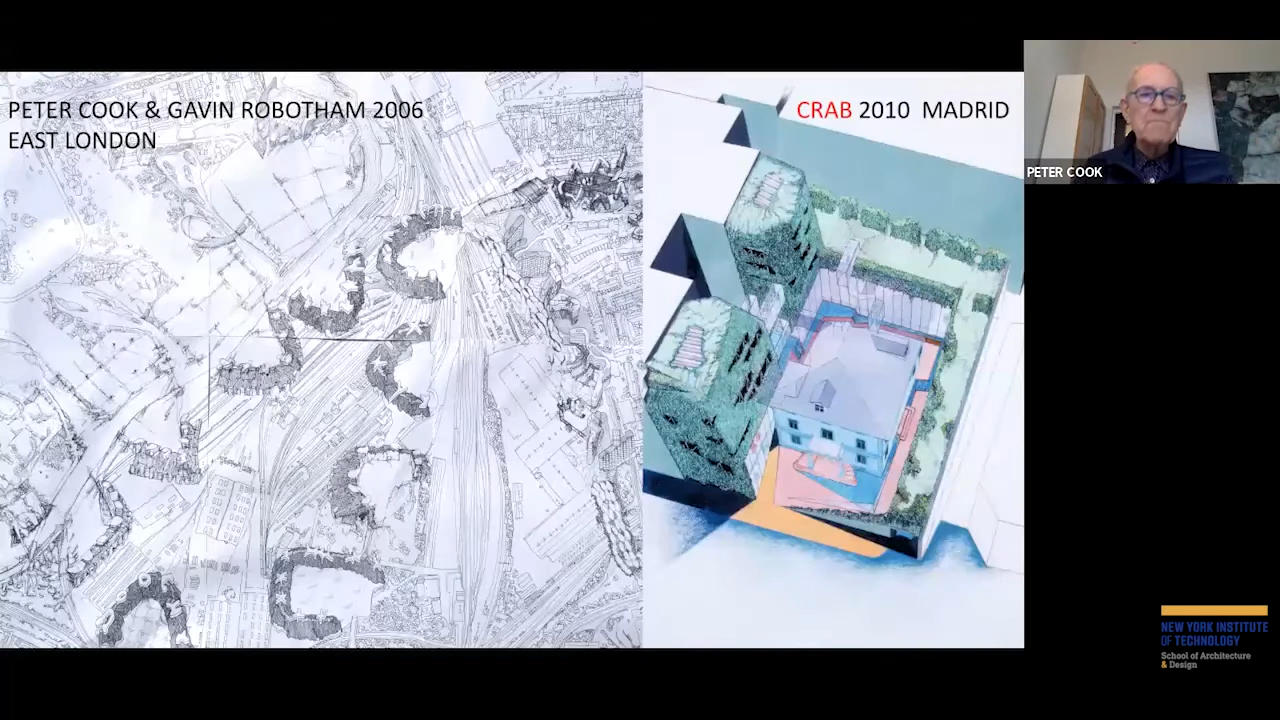 PETER COOK & GAVIN ROBOTHAM 2006
EAST LONDON
CRAB 2010 MADRID
PETER COOK
NEW YORK INSTITUTE
OF TECHNOLOGY
School of Architecture
& Design